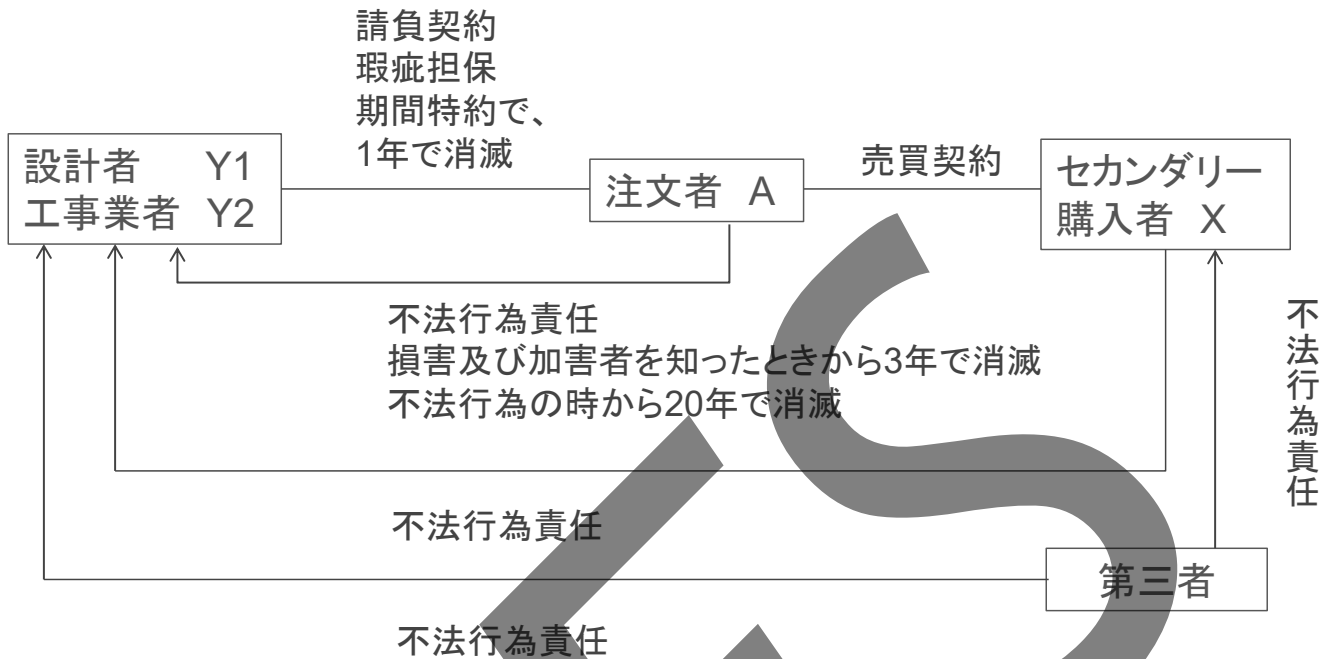 請負契約
瑕疵担保
期間特約で、
1年で消滅
設計者 Y1
工事業者 Y2
注文者 A
売買契約
セカンダリー
購入者 X
不法行為責任
損害及び加害者を知ったときから3年で消滅
不法行為の時から20年で消滅
不法行為責任
不法行為責任
第三者
不法行為責任